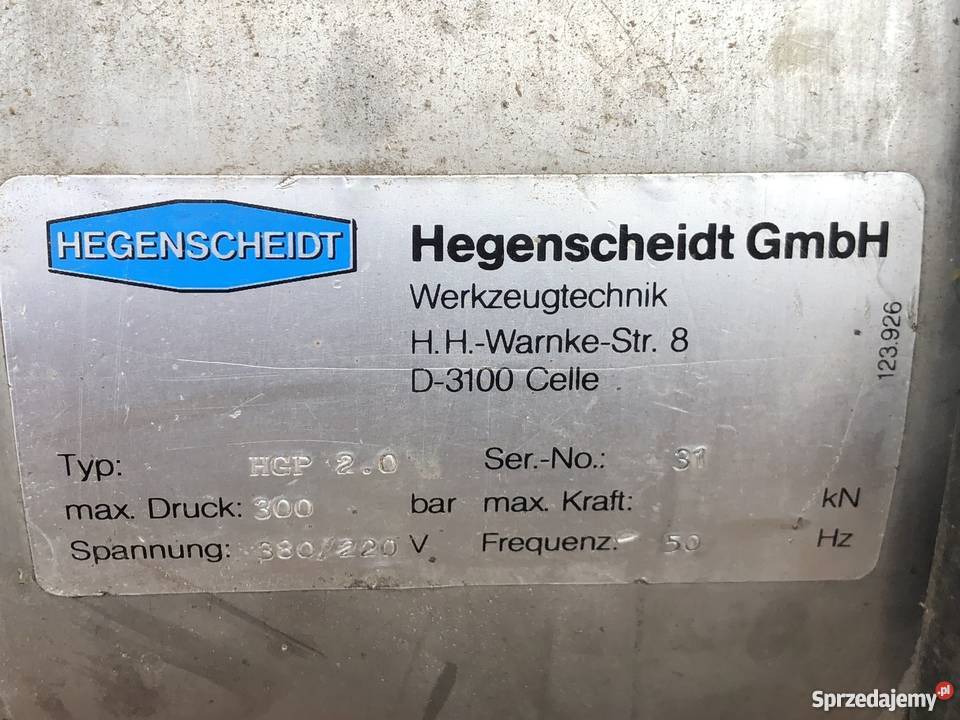 HEGENSCHEIDT
Hegenscheidt GmbH
Werkzeugtechnik
H.H.-Warnke-Str. 8
D-3100 Celle
123.926
Typ: HGP 2.0 Ser.-No.: 31
max. Druck: 300 bar max. Kraft: kN
Spannung: 380/220 V Frequenz: 50 Hz
Sprzedajemy.pl